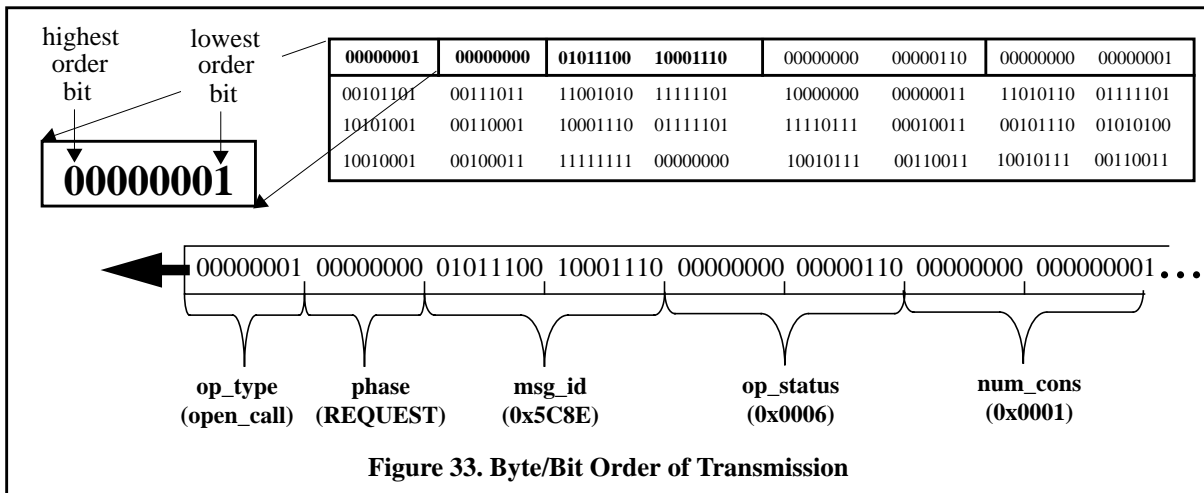 highest
order
bit
lowest
order
bit
00000001
00000001 00000000 01011100 10001110 00000000 00000110 00000000 00000001
00101101 00111011 11001010 11111101 10000000 00000011 11010110 01111101
10101001 00110001 10001110 01111101 11110111 00010011 00101110 01010100
10010001 00100011 11111111 00000000 10010111 00110011 10010111 00110011
00000001 00000000 01011100 10001110 00000000 00000110 00000000 000000001...
op_type phase msg_id op_status num_cons
(open_call) (REQUEST) (0x5C8E) (0x0006) (0x0001)
Figure 33. Byte/Bit Order of Transmission